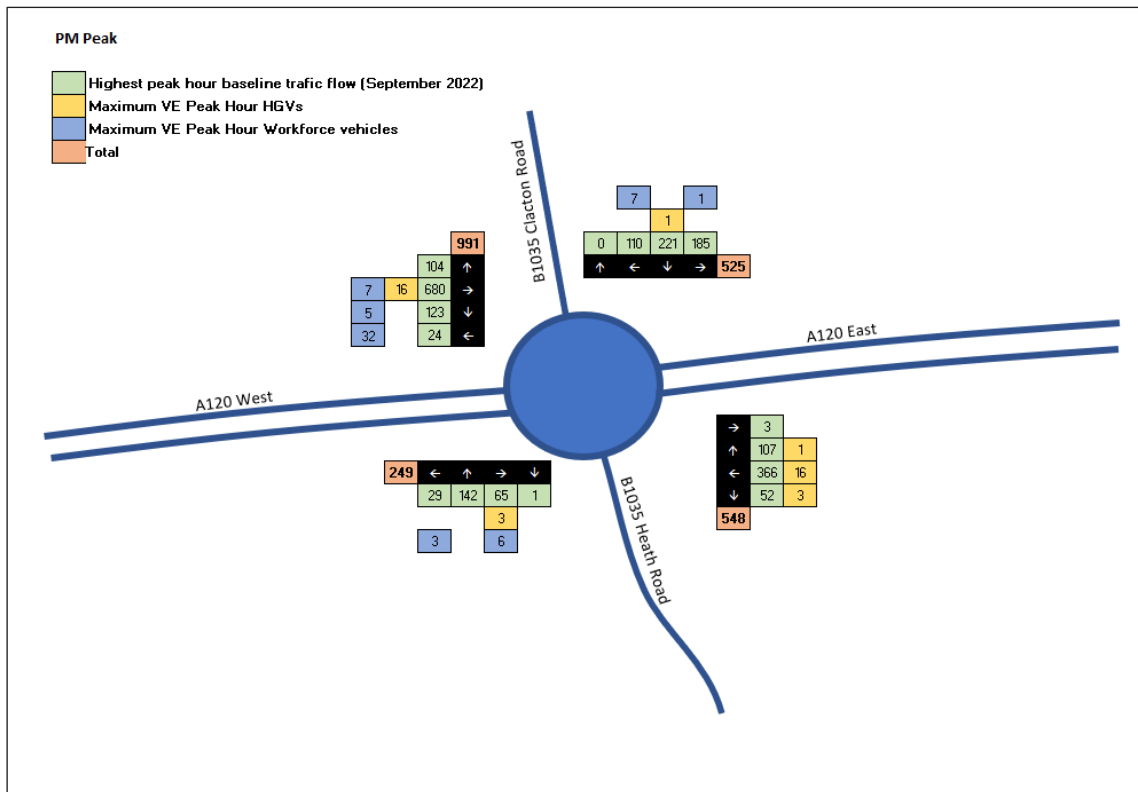 PM Peak
Highest peak hour baseline trafic flow (September 2022)
Maximum VE Peak Hour HGVs
Maximum VE Peak Hour Workforce vehicles
Total
B1035 Clacton Road
7 1
1
0 110 221 185
↑ ← ↓ → 525
991
104 ↑
7 16 680 →
5 123 ↓
32 24 ←
A120 East
A120 West
→ 3
↑ 107 1
← 366 16
↓ 52 3
548
249 ← ↑ → ↓
29 142 65 1
3
3 6
B1035 Heath Road